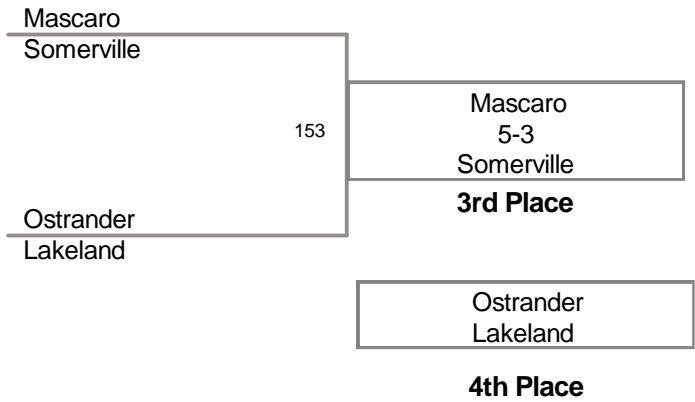 Mascaro
Somerville
153
Mascaro
5-3
Somerville
3rd Place
Ostrander
Lakeland
Ostrander
Lakeland
4th Place